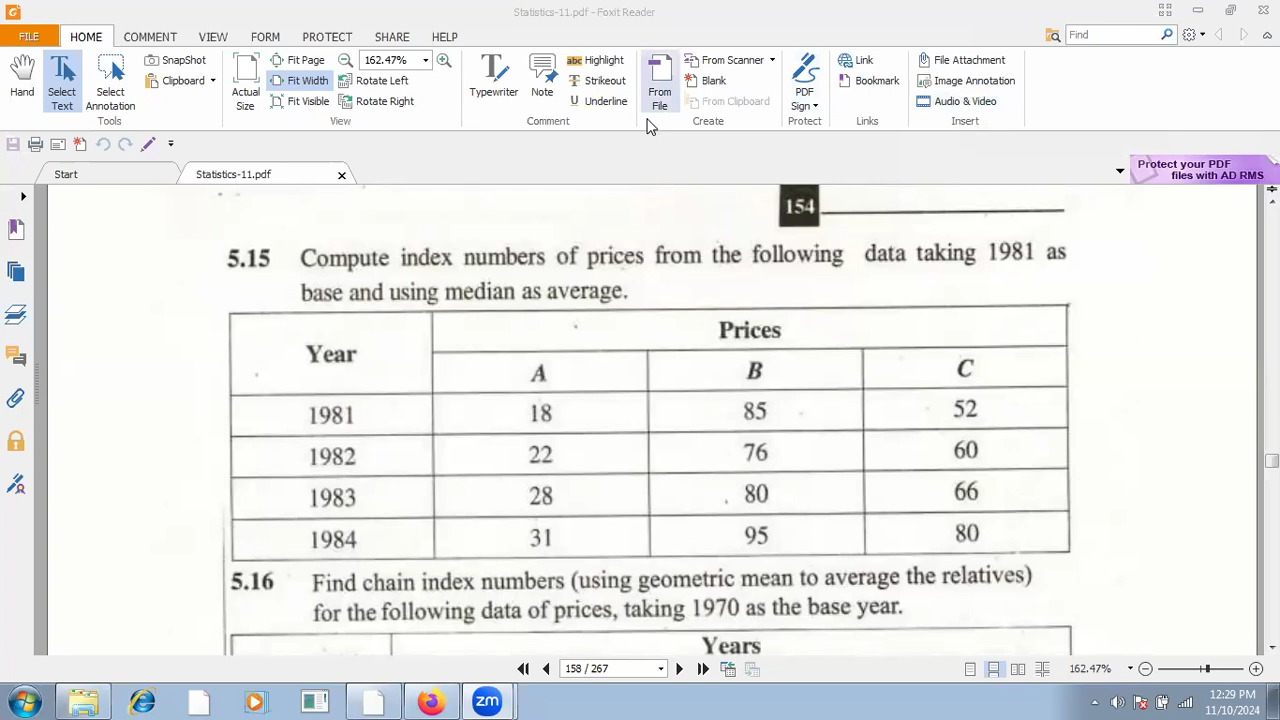 Statistics-11.pdf - Foxit Reader
FILE HOME COMMENT VIEW FORM PROTECT SHARE HELP
Find
Hand
Select Text
Select Annotation
SnapShot
Clipboard
Tools
Actual Size
Fit Page
Fit Width
Fit Visible
162.47%
Rotate Left
Rotate Right
View
Typewriter
Note
Highlight
Strikeout
Underline
Comment
From File
From Scanner
Blank
From Clipboard
Create
PDF Sign
Protect
Link
Bookmark
Links
File Attachment
Image Annotation
Audio & Video
Insert
Start
Statistics-11.pdf
Protect your PDF
files with AD RMS
154
5.15 Compute index numbers of prices from the following data taking 1981 as
base and using median as average.
Year Prices
A B C
1981 18 85 52
1982 22 76 60
1983 28 80 66
1984 31 95 80
5.16 Find chain index numbers (using geometric mean to average the relatives)
for the following data of prices, taking 1970 as the base year.
Years
158 / 267
162.47%
zm
12:29 PM
11/10/2024